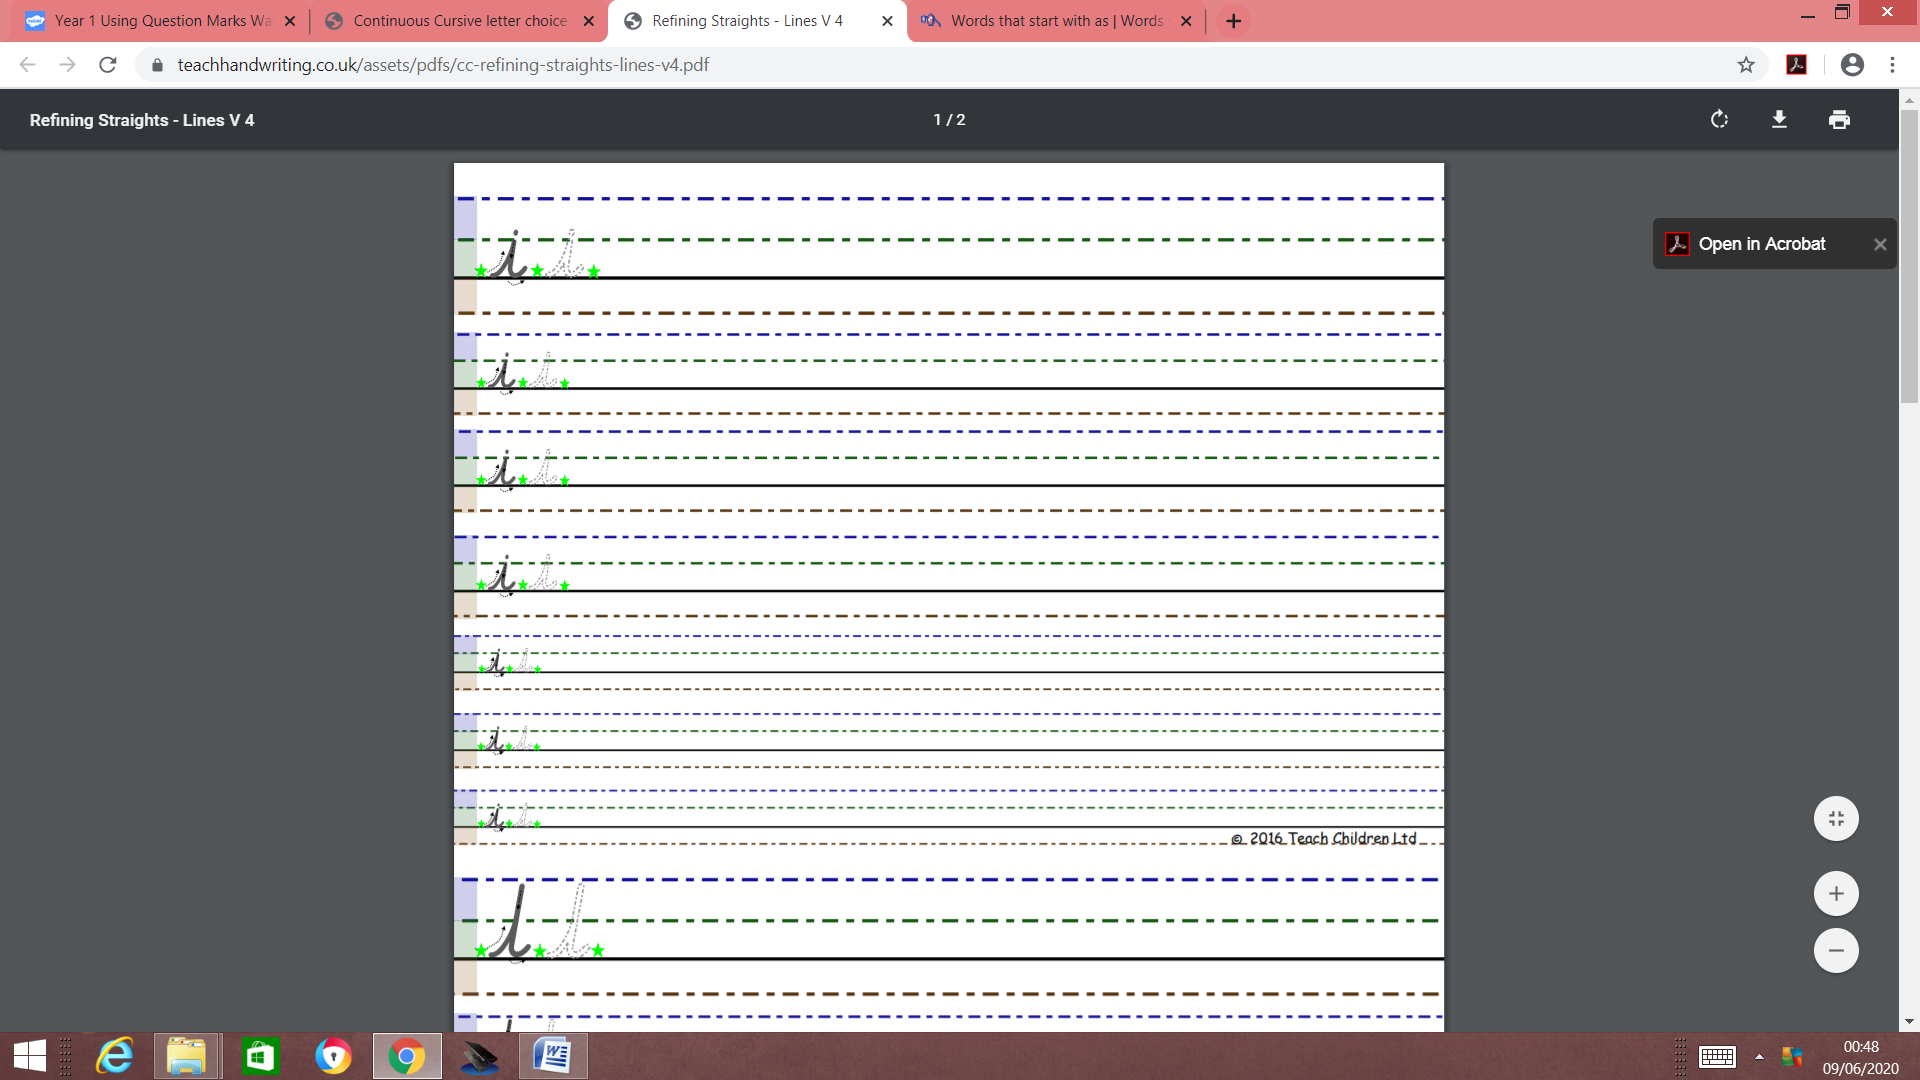 Year 1 Using Question Marks Wa
Continuous Cursive letter choice
Refining Straights - Lines V 4
Words that start with as | Words
teachhandwriting.co.uk/assets/pdfs/cc-refining-straights-lines-v4.pdf
Refining Straights - Lines V 4
1 / 2
Open in Acrobat
i i
i i
i i
i i
i i
i i
i i
© 2016 Teach Children Ltd
l l
00:48
09/06/2020